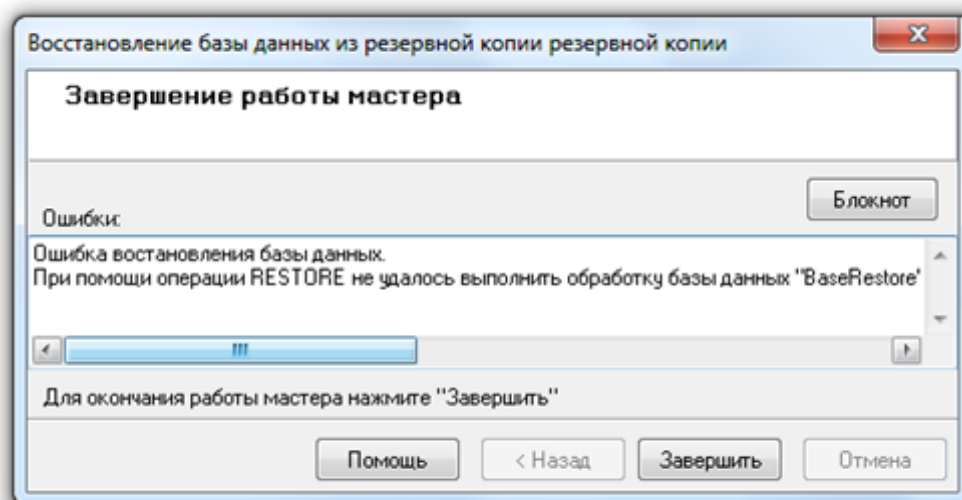 Восстановление базы данных из резервной копии резервной копии
Завершение работы мастера
Блокнот
Ошибки:
Ошибка востановления базы данных.
При помощи операции RESTORE не удалось выполнить обработку базы данных "BaseRestore"
Для окончания работы мастера нажмите "Завершить"
Помощь
< Назад
Завершить
Отмена